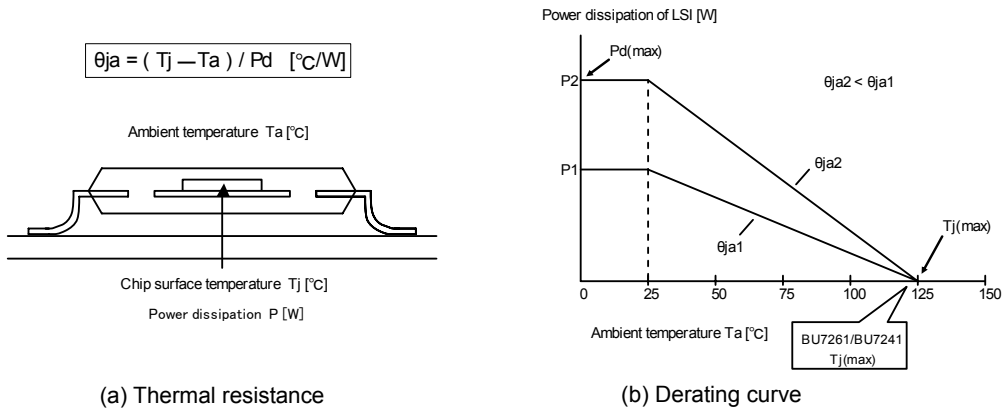 θja = ( Tj ―Ta ) / Pd [℃/W]
Ambient temperature Ta [℃]
Chip surface temperature Tj [℃]
Power dissipation P [W]
(a) Thermal resistance
Power dissipation of LSI [W]
Pd(max)
P2
θja2 < θja1
P1
θja2
Tj(max)
θja1
0 25 50 75 100 125 150
Ambient temperature Ta [℃]
BU7261/BU7241
Tj(max)
(b) Derating curve